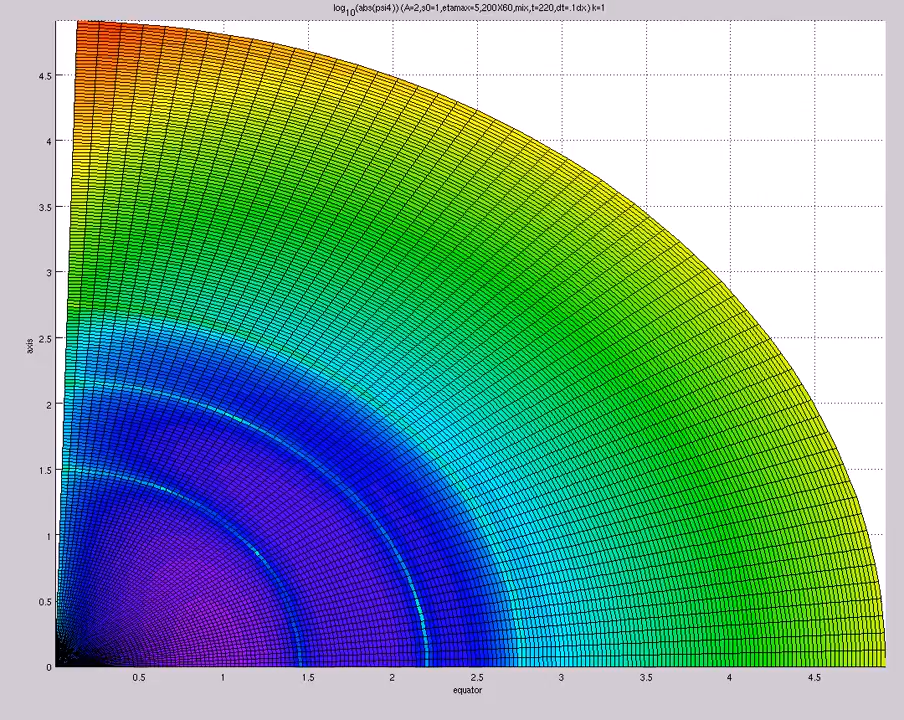 log10(abs(psi4)) (A=2,s0=1,etamax=5,200X60,mix,t=220,dt=.1dx) k=1
4.5
4
3.5
3
2.5
axis
2
1.5
1
0.5
0
0.5 1 1.5 2 2.5 3 3.5 4 4.5
equator